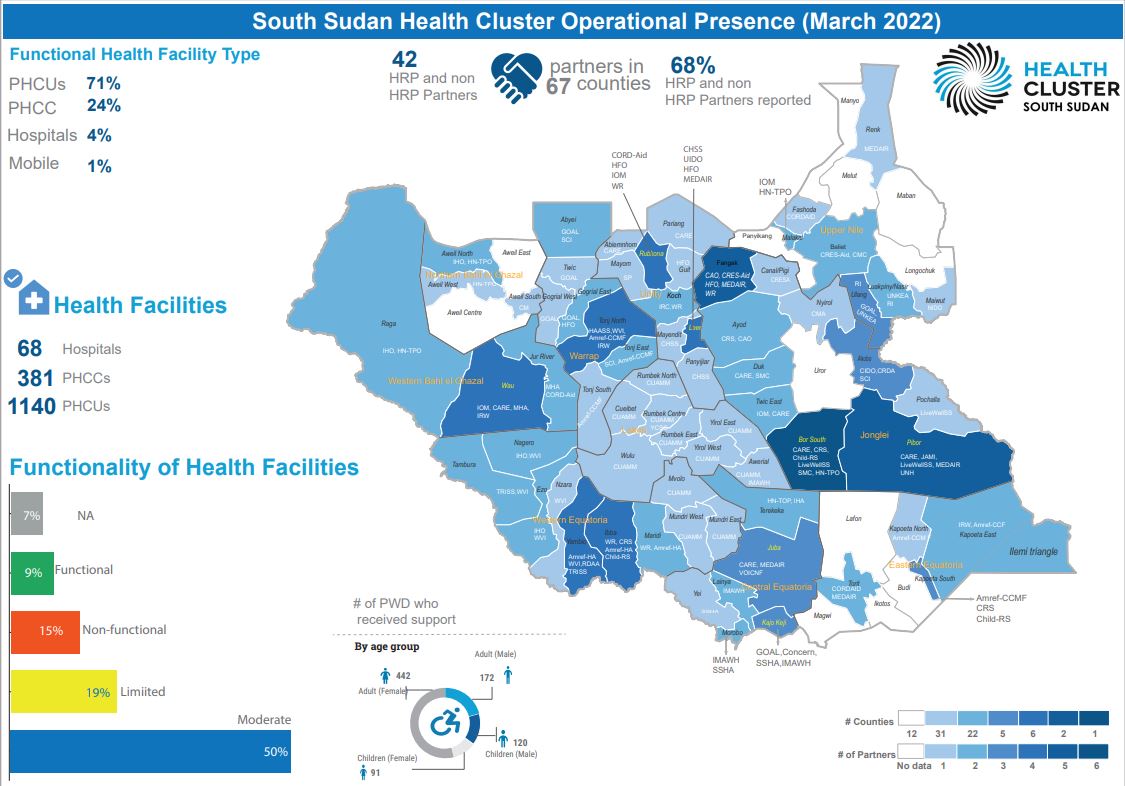 South Sudan Health Cluster Operational Presence (March 2022)
Functional Health Facility Type
PHCUs 71%
PHCC 24%
Hospitals 4%
Mobile 1%
42
HRP and non
HRP Partners
partners in
67 counties
68%
HRP and non
HRP Partners reported
HEALTH
CLUSTER
SOUTH SUDAN
Health Facilities
68 Hospitals
381 PHCCs
1140 PHCUs
Functionality of Health Facilities
7% NA
9% Functional
15% Non-functional
19% Limiited
Moderate
50%
Manyo
Renk
MEDAIR
Melut
Maban
CORD-Aid
HFO
IOM
WR
CHSS
UIDO
HFO
MEDAIR
IOM
HN-TPO
Fashoda
CORDAID
Panyikang
Malakal
Upper Nile
Baliet
CRES-Aid, CMC
Longochuk
Luakpiny/Nasir
UNKEA
RI
Maiwut
NIDO
RI
Ulang
GOAL
UNKEA
Abyei
GOAL
SCI
Pariang
CARE
Abiemnhom
CARE
Rubkona
Mayom
SP
HFO
Guit
Unity
Koch
IRC,WR
Fangak
CAO, CRES-Aid
HFO, MEDAIR,
WR
Canal/Pigi
CRESA
Nyirol
CMA
Akobo
CIDO,CRDA
SCI
Awell North
IHO, HN-TPO
Awell East
Northern Bahr el Ghazal
Awell West
HN-TPO
Awell South
CM
Awell Centre
Twic
GOAL
Gogrial West
GOAL
Gogrial East
GOAL
HFO
Tonj North
HAASS,WVI,
Amref-CCMF
IRW
Warrap
Tonj East
SCI, Amref-CCMF
Tonj South
Amref-CCMF
Mayendit
CHSS
Leer
Panyijiar
CHSS
Ayod
CRS, CAO
Duk
CARE, SMC
Twic East
IOM, CARE
Uror
Pochalla
LiveWellSS
Raga
IHO, HN-TPO
Western Bahl el Ghazal
Jur River
MHA
CORD-Aid
Wau
IOM, CARE, MHA,
IRW
Rumbek North
CUAMM
Cueibet
CUAMM
Rumbek Centre
CUAMM
YCSS
Lakes
Rumbek East
CUAMM
Yirol East
CUAMM
Yirol West
CUAMM
Wulu
CUAMM
Awerial
CUAMM,
IMAWH
Bor South
CARE, CRS,
Child-RS
LiveWellSS
SMC, HN-TPO
Jonglei
Pibor
CARE, JAMI,
LiveWellSS, MEDAIR
UNH
Nagero
IHO,WVI
Tambura
TRISS,WVI
Ezo
IHO
WVI
Nzara
WVI
Western Equatoria
Yambio
Amref-HA
WVI,RDAA
TRISS
Ibba
WR, CRS
Amref-HA
Child-RS
Maridi
WR, Amref-HA
Mvolo
CUAMM
Mundri West
CUAMM
Mundri East
CUAMM
HN-TOP, IHA
Terekeka
Juba
CARE, MEDAIR
VOICNF
Central Equatoria
Lainya
IMAWH
Yei
SSHA
Morobo
Kajo Keji
IMAWH
SSHA
GOAL,Concern,
SSHA,IMAWH
Lafon
Torit
CORDAID
MEDAIR
Magwi
Ikotos
Budi
Kapoeta North
Amref-CCM
IRW, Amref-CCF
Kapoeta East
Ilemi triangle
Eastern Equatoria
Kapoeta South
Amref-CCMF
CRS
Child-RS
# of PWD who
received support
By age group
442
Adult (Female)
Adult (Male)
172
120
Children (Male)
Children (Female)
91
# Counties
12 31 22 5 6 2 1
# of Partners
No data 1 2 3 4 5 6